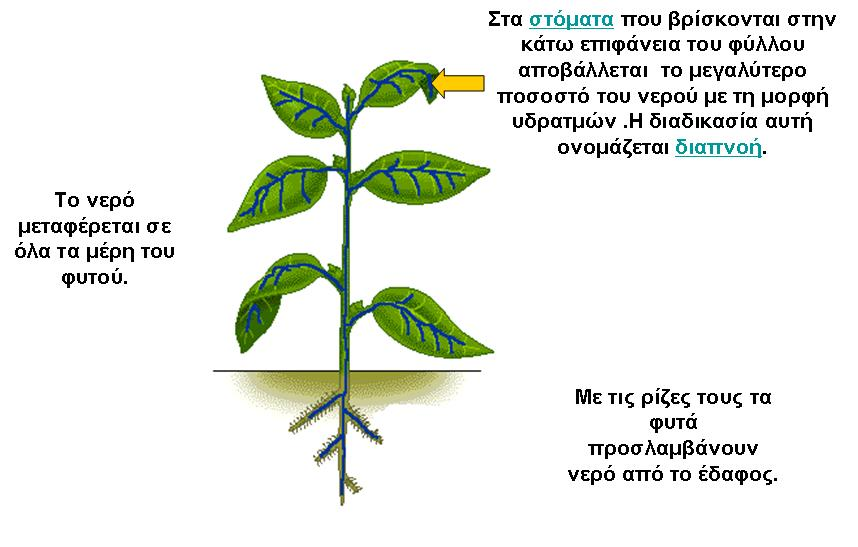 Στα στόματα που βρίσκονται στην
κάτω επιφάνεια του φύλλου
αποβάλλεται  το μεγαλύτερο
ποσοστό του νερού με τη μορφή
υδρατμών .Η διαδικασία αυτή
ονομάζεται διαπνοή.
Το νερό
μεταφέρεται σε
όλα τα μέρη του
φυτού.
Με τις ρίζες τους τα
φυτά
προσλαμβάνουν
νερό από το έδαφος.